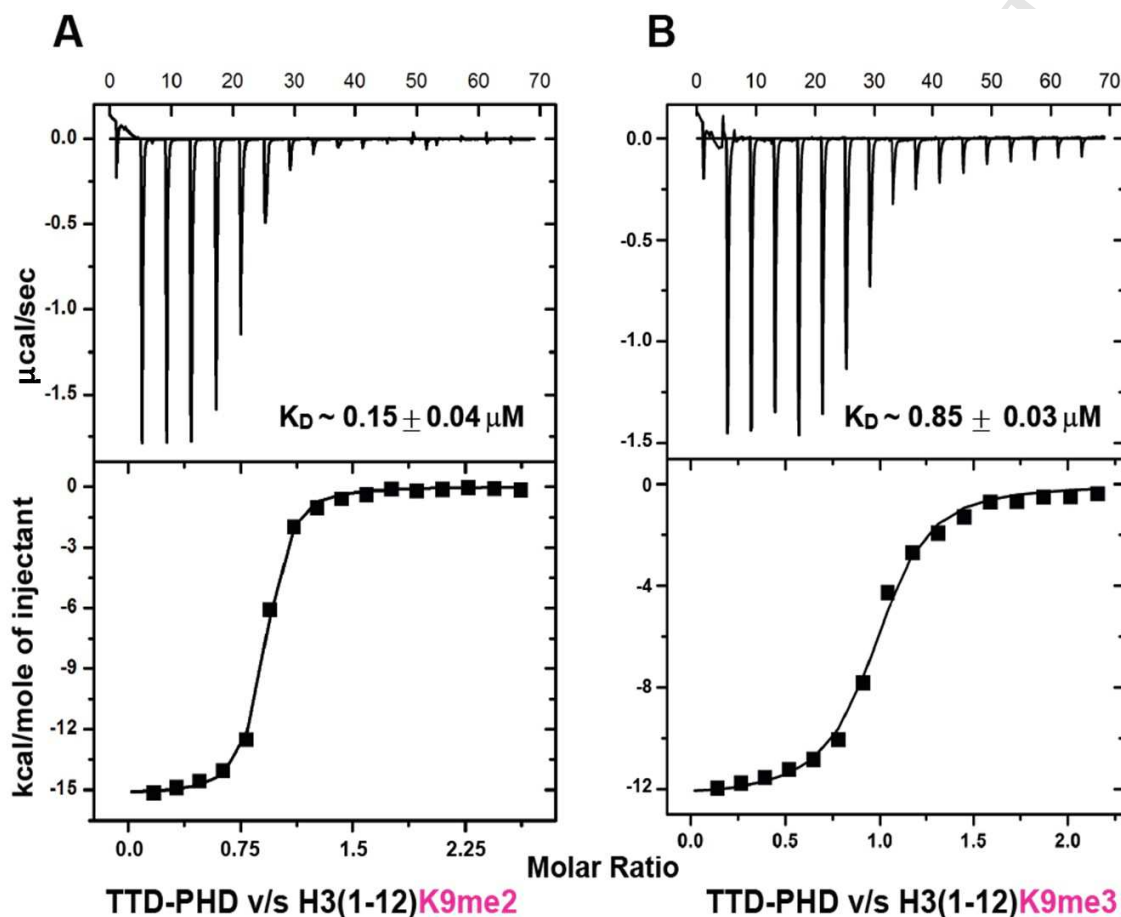 A
0 10 20 30 40 50 60 70
0.0
-0.5
-1.0
-1.5
µcal/sec
K_D ~ 0.15 ± 0.04 µM
0
-3
-6
-9
-12
-15
kcal/mole of injectant
0.0 0.75 1.5 2.25
TTD-PHD v/s H3(1-12)K9me2
B
0 10 20 30 40 50 60 70
0.0
-0.5
-1.0
-1.5
K_D ~ 0.85 ± 0.03 µM
0
-4
-8
-12
0.0 0.5 1.0 1.5 2.0
Molar Ratio
TTD-PHD v/s H3(1-12)K9me3